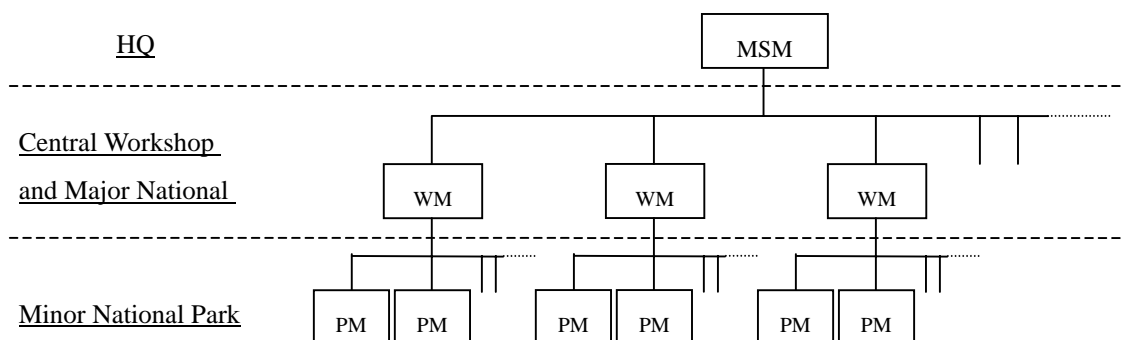 HQ
MSM
Central Workshop
and Major National
WM WM WM
Minor National Park
PM PM PM PM PM PM